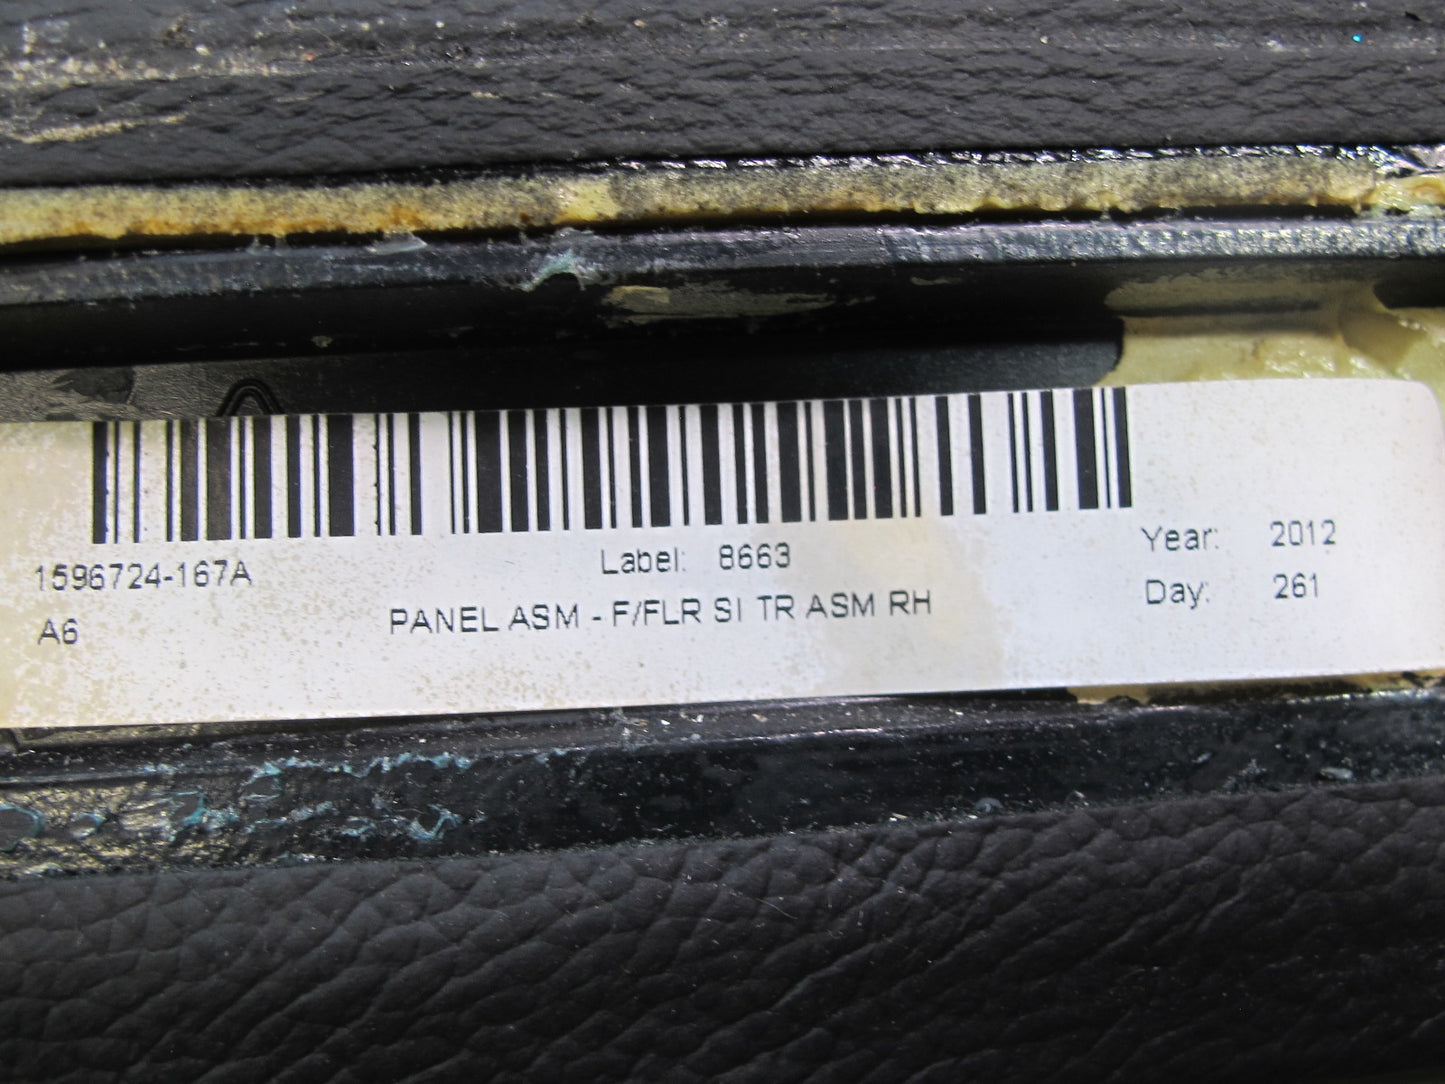 1596724-167A Label: 8663 Year: 2012
A6 PANEL ASM - F/FLR SI TR ASM RH Day: 261